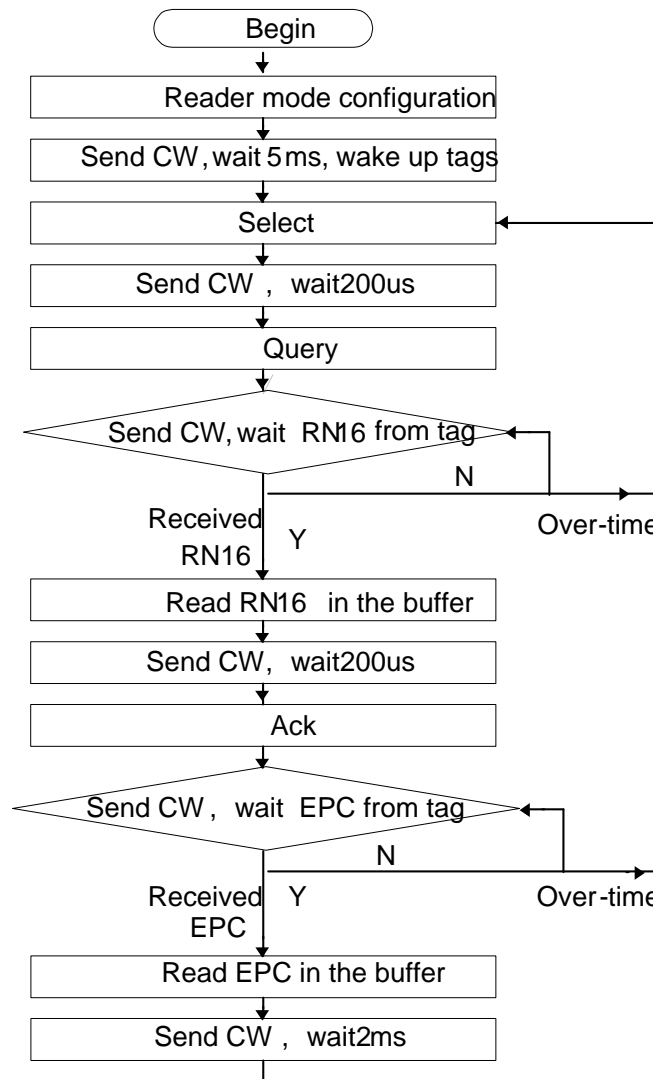 Begin
Reader mode configuration
Send CW,wait 5ms, wake up tags
Select
Send CW , wait200us
Query
Send CW,wait RN16 from tag
N
Received
RN16
Y
Over-time
Read RN16 in the buffer
Send CW, wait200us
Ack
Send CW, wait EPC from tag
N
Received
EPC
Y
Over-time
Read EPC in the buffer
Send CW , wait2ms